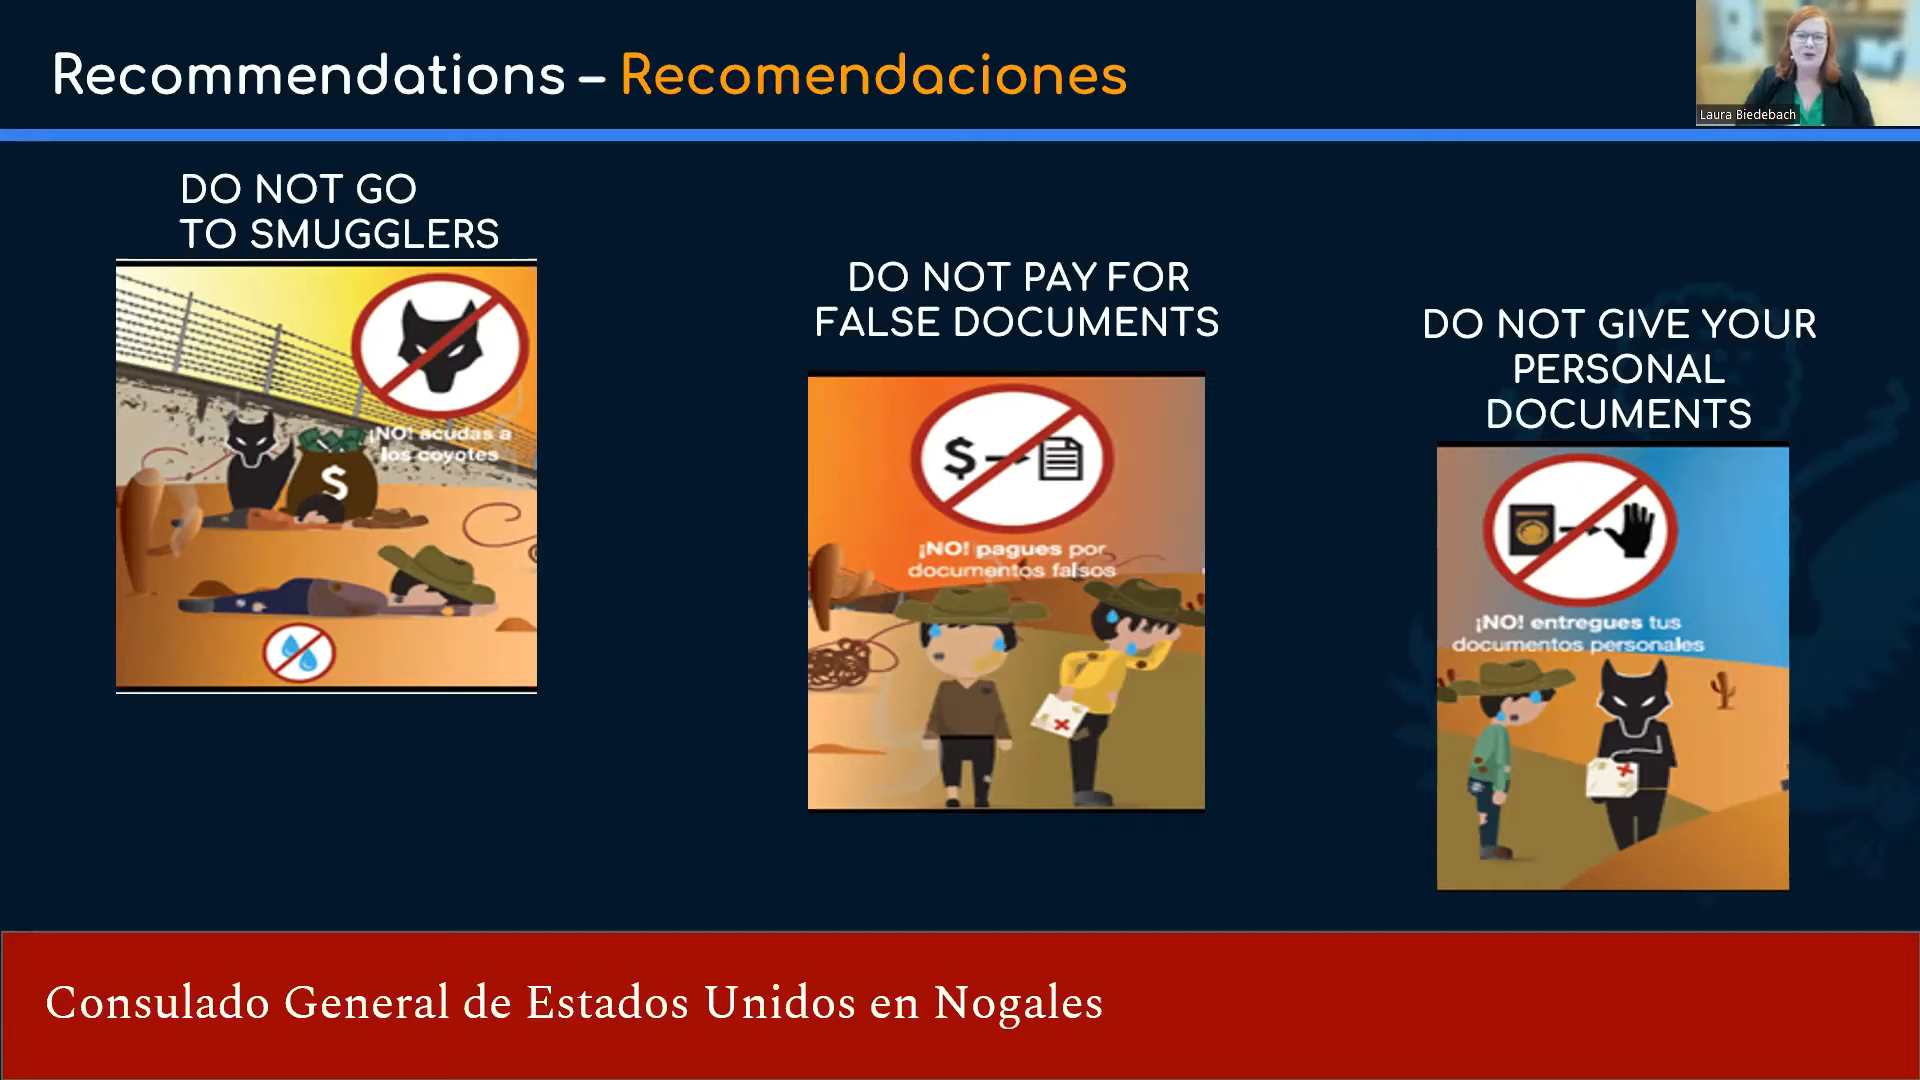 Recommendations – Recomendaciones
Laura Biedebach
DO NOT GO
TO SMUGGLERS
¡NO! acudas a
los coyotes
$
DO NOT PAY FOR
FALSE DOCUMENTS
$
¡NO! pagues por
documentos falsos
DO NOT GIVE YOUR
PERSONAL
DOCUMENTS
¡NO! entregues tus
documentos personales
Consulado General de Estados Unidos en Nogales